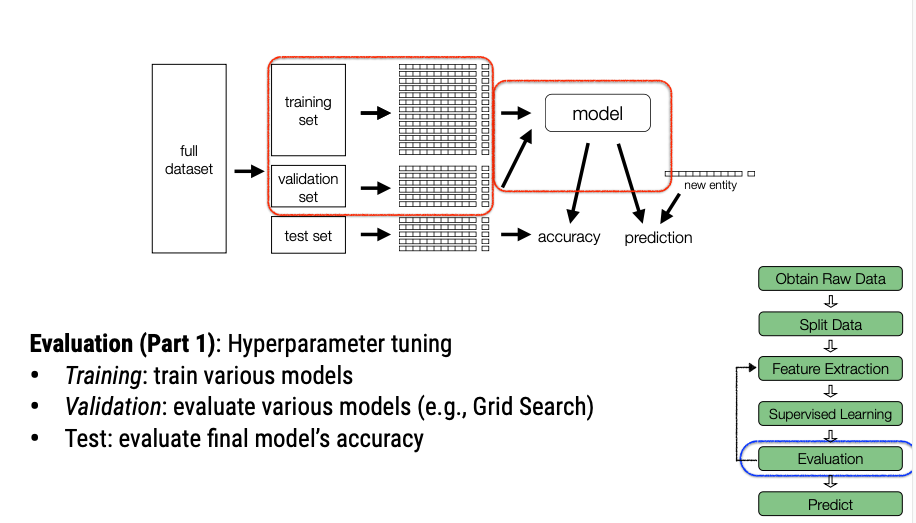 full
dataset
training
set
validation
set
test set
model
new entity
accuracy
prediction
Evaluation (Part 1): Hyperparameter tuning
• Training: train various models
• Validation: evaluate various models (e.g., Grid Search)
• Test: evaluate final model’s accuracy
Obtain Raw Data
Split Data
Feature Extraction
Supervised Learning
Evaluation
Predict